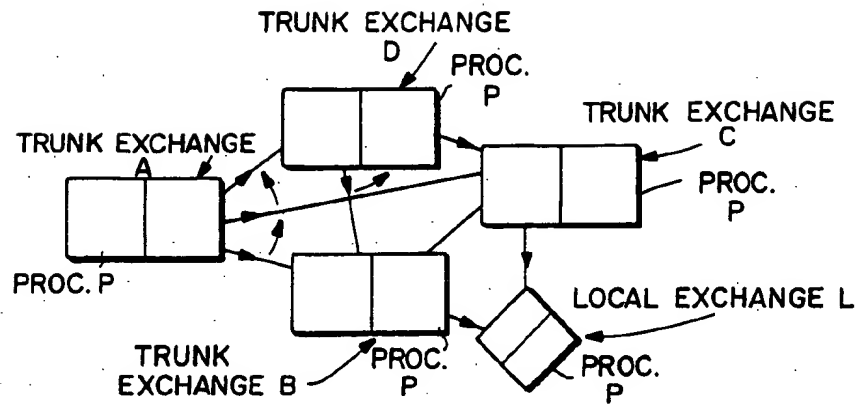 TRUNK EXCHANGE
D
PROC.
P
TRUNK EXCHANGE
C
TRUNK EXCHANGE
A
PROC.
P
PROC. P
LOCAL EXCHANGE L
TRUNK
EXCHANGE B
PROC.
P
PROC.
P